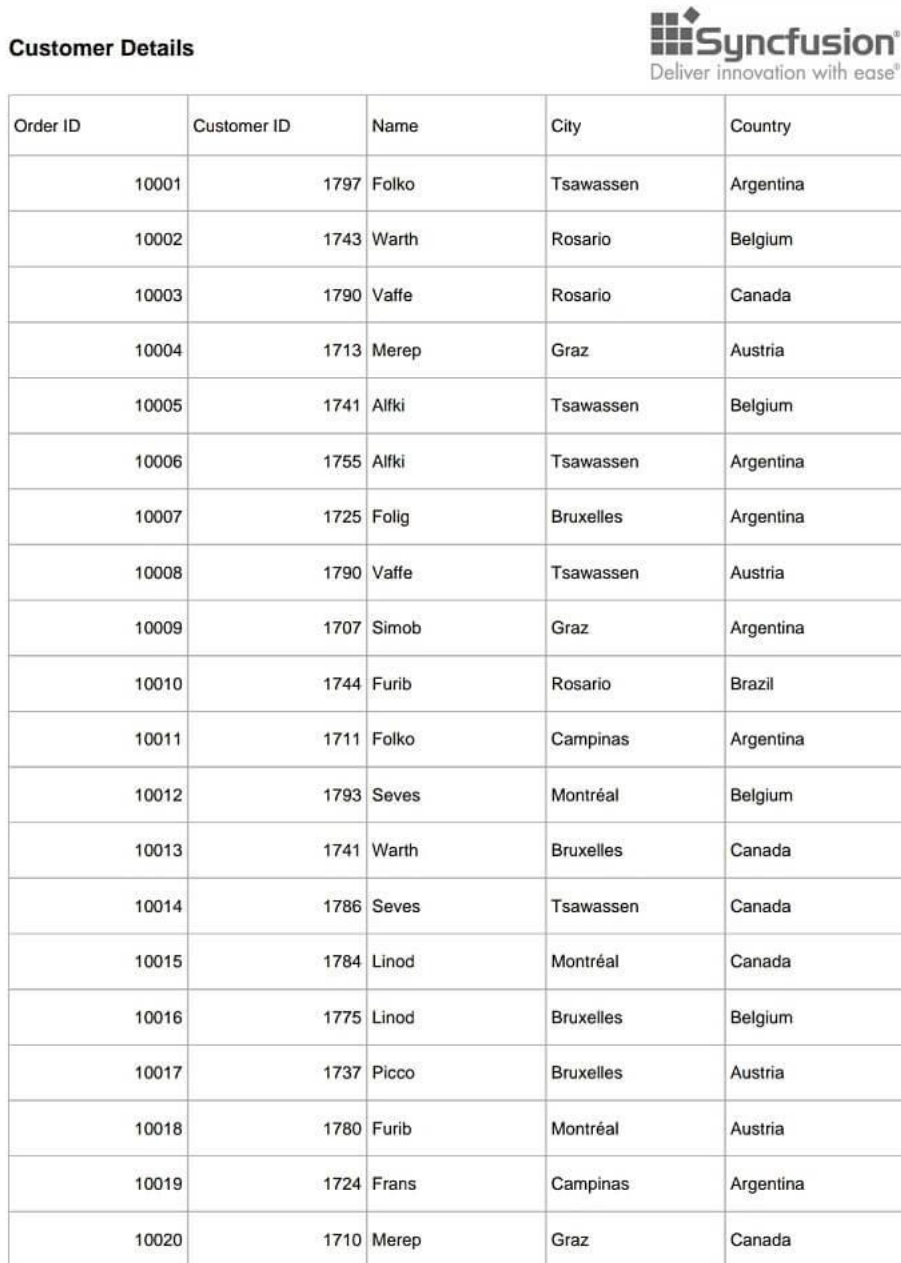 Customer Details
Syncfusion®
Deliver innovation with ease®
Order ID Customer ID Name City Country
10001 1797 Folko Tsawassen Argentina
10002 1743 Warth Rosario Belgium
10003 1790 Vaffe Rosario Canada
10004 1713 Merep Graz Austria
10005 1741 Alfki Tsawassen Belgium
10006 1755 Alfki Tsawassen Argentina
10007 1725 Folig Bruxelles Argentina
10008 1790 Vaffe Tsawassen Austria
10009 1707 Simob Graz Argentina
10010 1744 Furib Rosario Brazil
10011 1711 Folko Campinas Argentina
10012 1793 Seves Montréal Belgium
10013 1741 Warth Bruxelles Canada
10014 1786 Seves Tsawassen Canada
10015 1784 Linod Montréal Canada
10016 1775 Linod Bruxelles Belgium
10017 1737 Picco Bruxelles Austria
10018 1780 Furib Montréal Austria
10019 1724 Frans Campinas Argentina
10020 1710 Merep Graz Canada